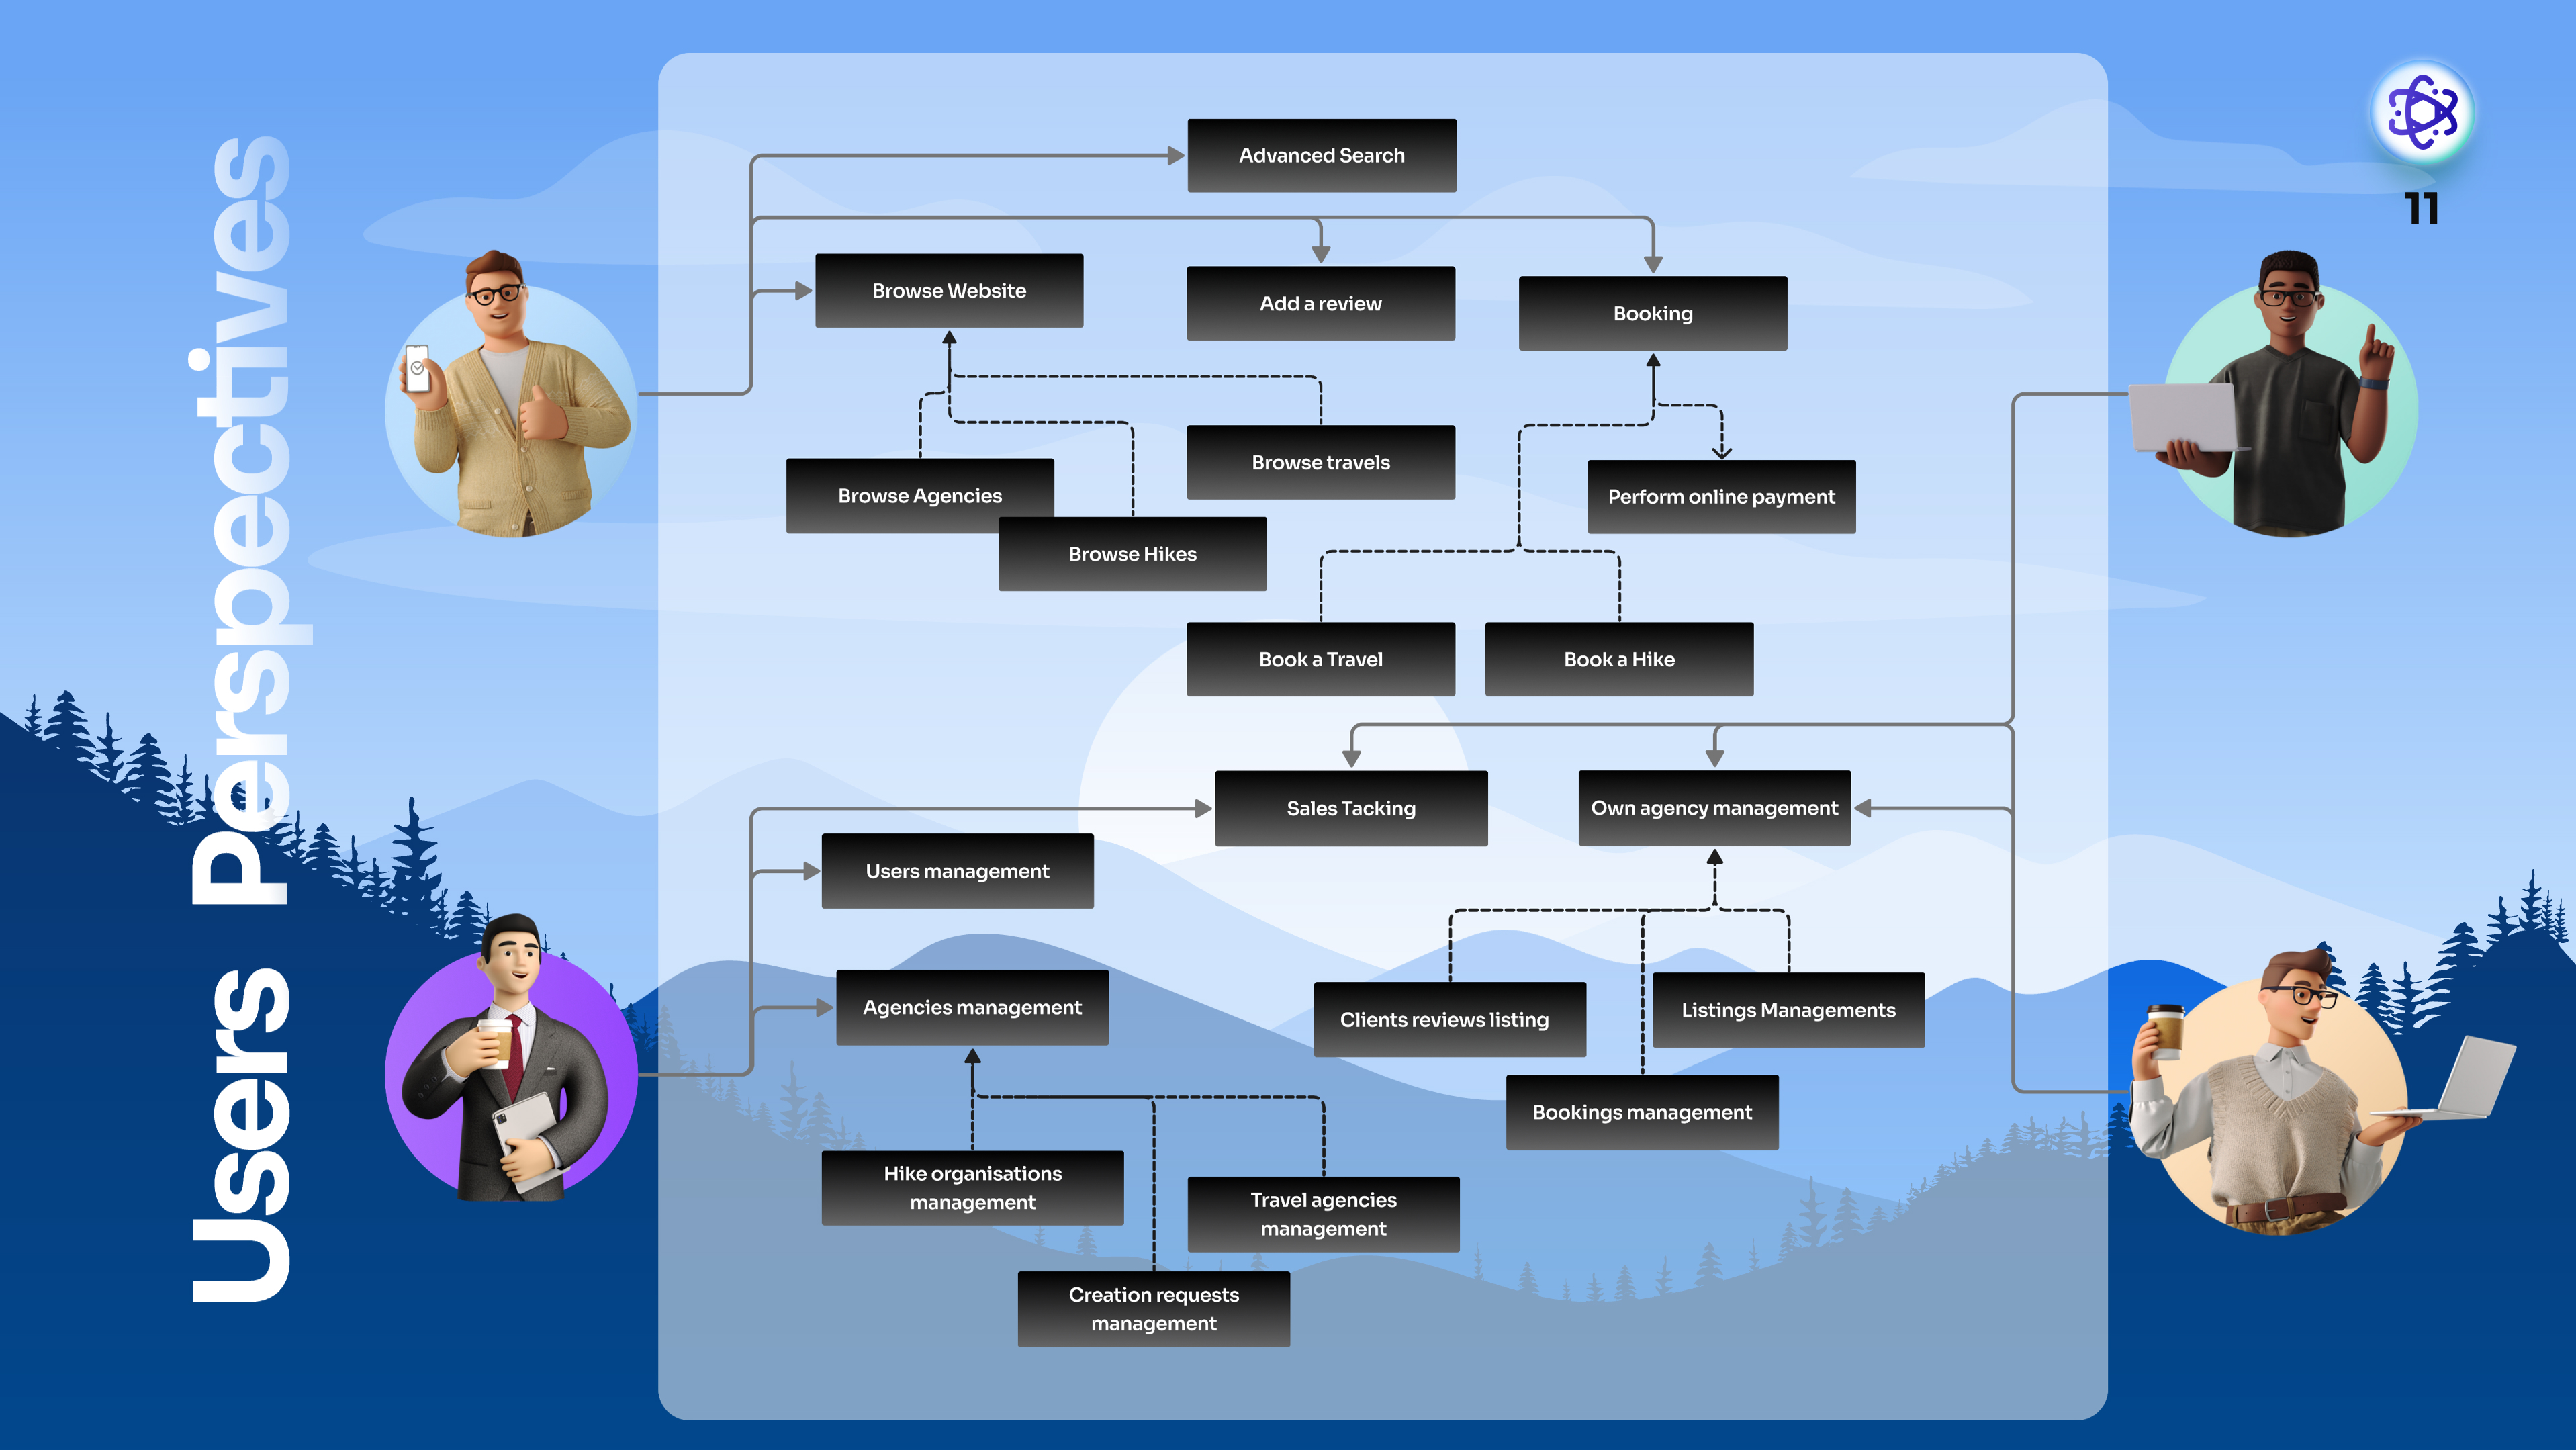 Users Perspectives
11
Advanced Search
Browse Website
Add a review
Booking
Browse travels
Browse Agencies
Perform online payment
Browse Hikes
Book a Travel
Book a Hike
Sales Tacking
Own agency management
Users management
Agencies management
Clients reviews listing
Listings Managements
Bookings management
Hike organisations
management
Travel agencies
management
Creation requests
management